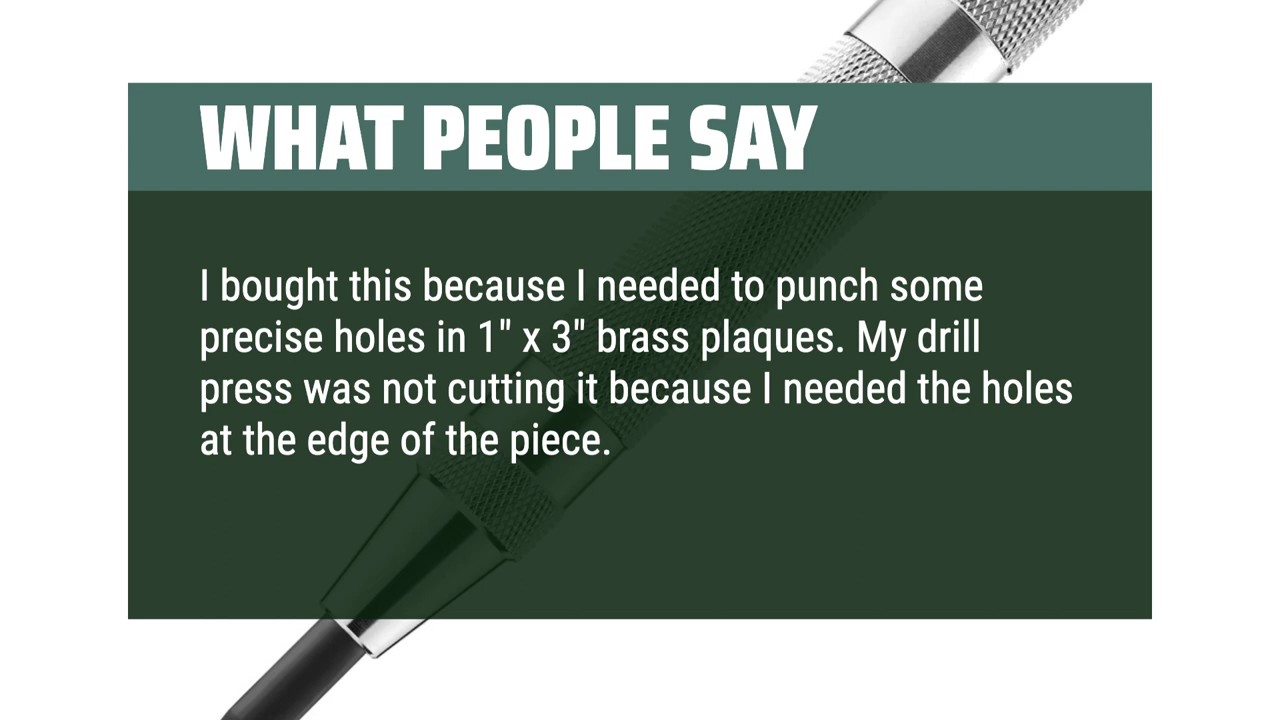 WHAT PEOPLE SAY
I bought this because I needed to punch some
precise holes in 1" x 3" brass plaques. My drill
press was not cutting it because I needed the holes
at the edge of the piece.